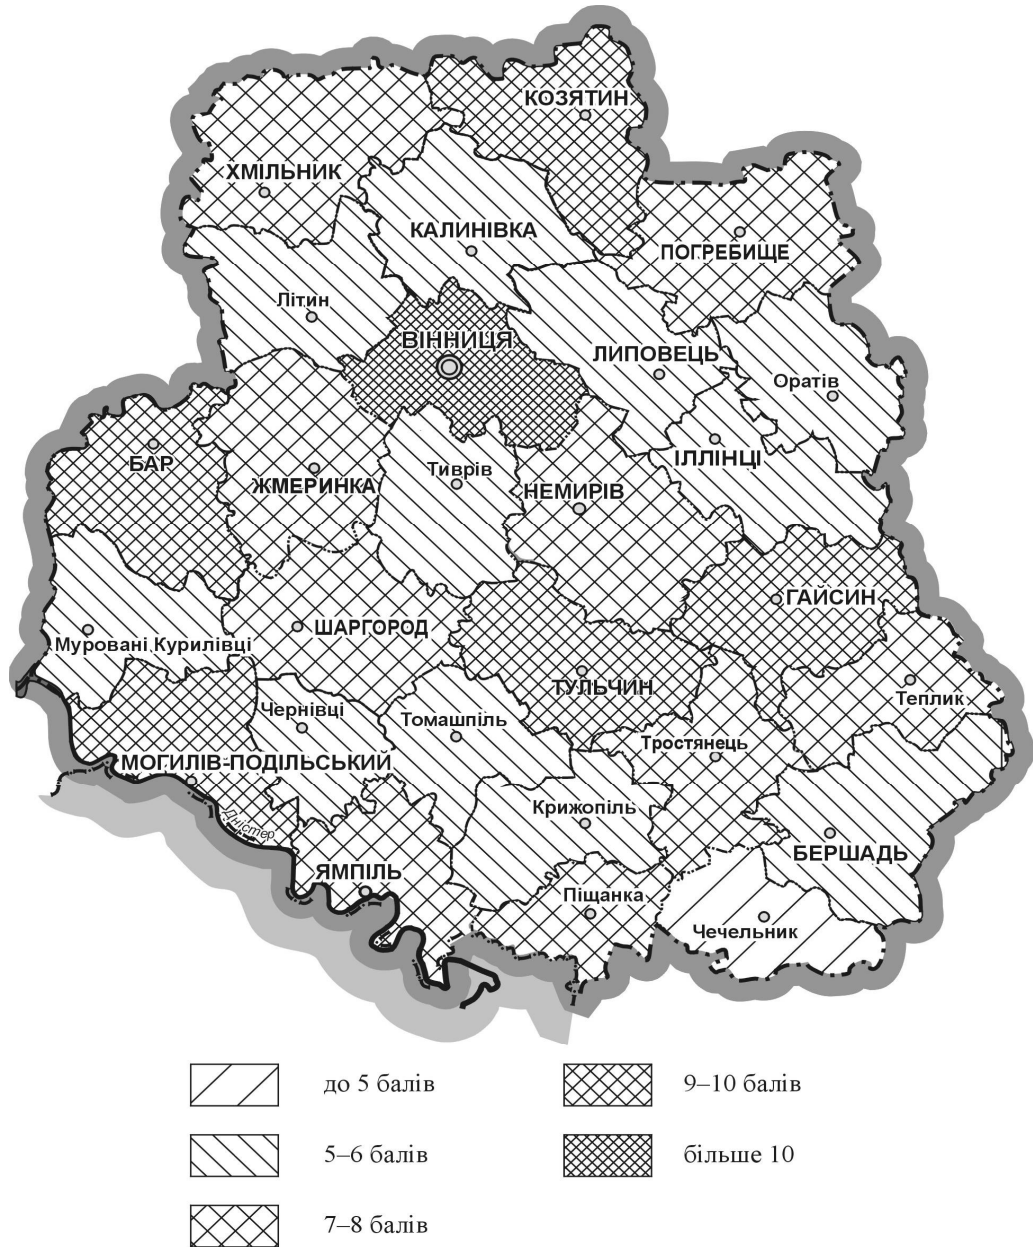 КОЗЯТИН
ХМІЛЬНИК
КАЛИНІВКА
ПОГРЕБИЩЕ
Літин
ВІННИЦЯ
ЛИПОВЕЦЬ
Оратів
БАР
ІЛЛІНЦІ
Тиврів
ЖМЕРИНКА
НЕМИРІВ
ГАЙСИН
ШАРГОРОД
Муровані Курилівці
ТУЛЬЧИН
Теплик
Чернівці
Томашпіль
Тростянець
МОГИЛІВ-ПОДІЛЬСЬКИЙ
Крижопіль
Дністер
БЕРШАДЬ
ЯМПІЛЬ
Піщанка
Чечельник
до 5 балів
5–6 балів
7–8 балів
9–10 балів
більше 10